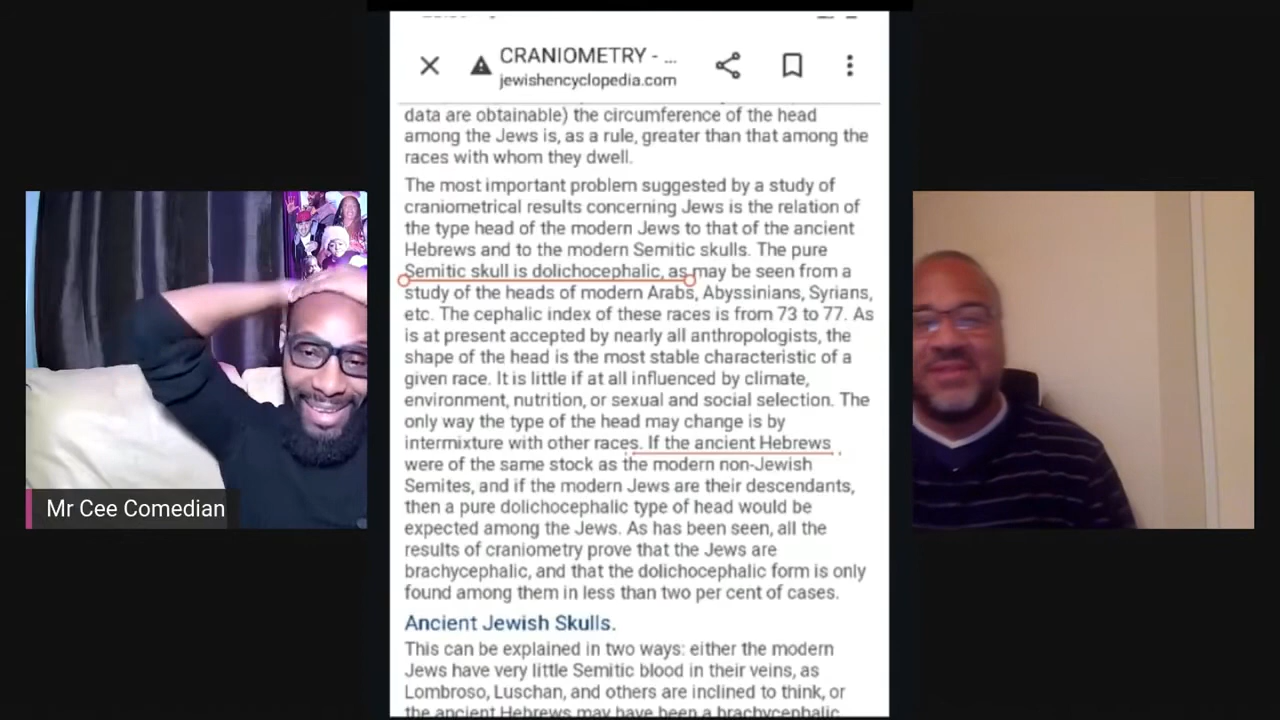 CRANIOMETRY - ...
jewishencyclopedia.com
data are obtainable) the circumference of the head
among the Jews is, as a rule, greater than that among the
races with whom they dwell.
The most important problem suggested by a study of
craniometrical results concerning Jews is the relation of
the type head of the modern Jews to that of the ancient
Hebrews and to the modern Semitic skulls. The pure
Semitic skull is dolichocephalic, as may be seen from a
study of the heads of modern Arabs, Abyssinians, Syrians,
etc. The cephalic index of these races is from 73 to 77. As
is at present accepted by nearly all anthropologists, the
shape of the head is the most stable characteristic of a
given race. It is little if at all influenced by climate,
environment, nutrition, or sexual and social selection. The
only way the type of the head may change is by
intermixture with other races. If the ancient Hebrews
were of the same stock as the modern non-Jewish
Semites, and if the modern Jews are their descendants,
then a pure dolichocephalic type of head would be
expected among the Jews. As has been seen, all the
results of craniometry prove that the Jews are
brachycephalic, and that the dolichocephalic form is only
found among them in less than two per cent of cases.
Ancient Jewish Skulls.
This can be explained in two ways: either the modern
Jews have very little Semitic blood in their veins, as
Lombroso, Luschan, and others are inclined to think, or
the ancient Hebrews may have been a brachycephalic
Mr Cee Comedian